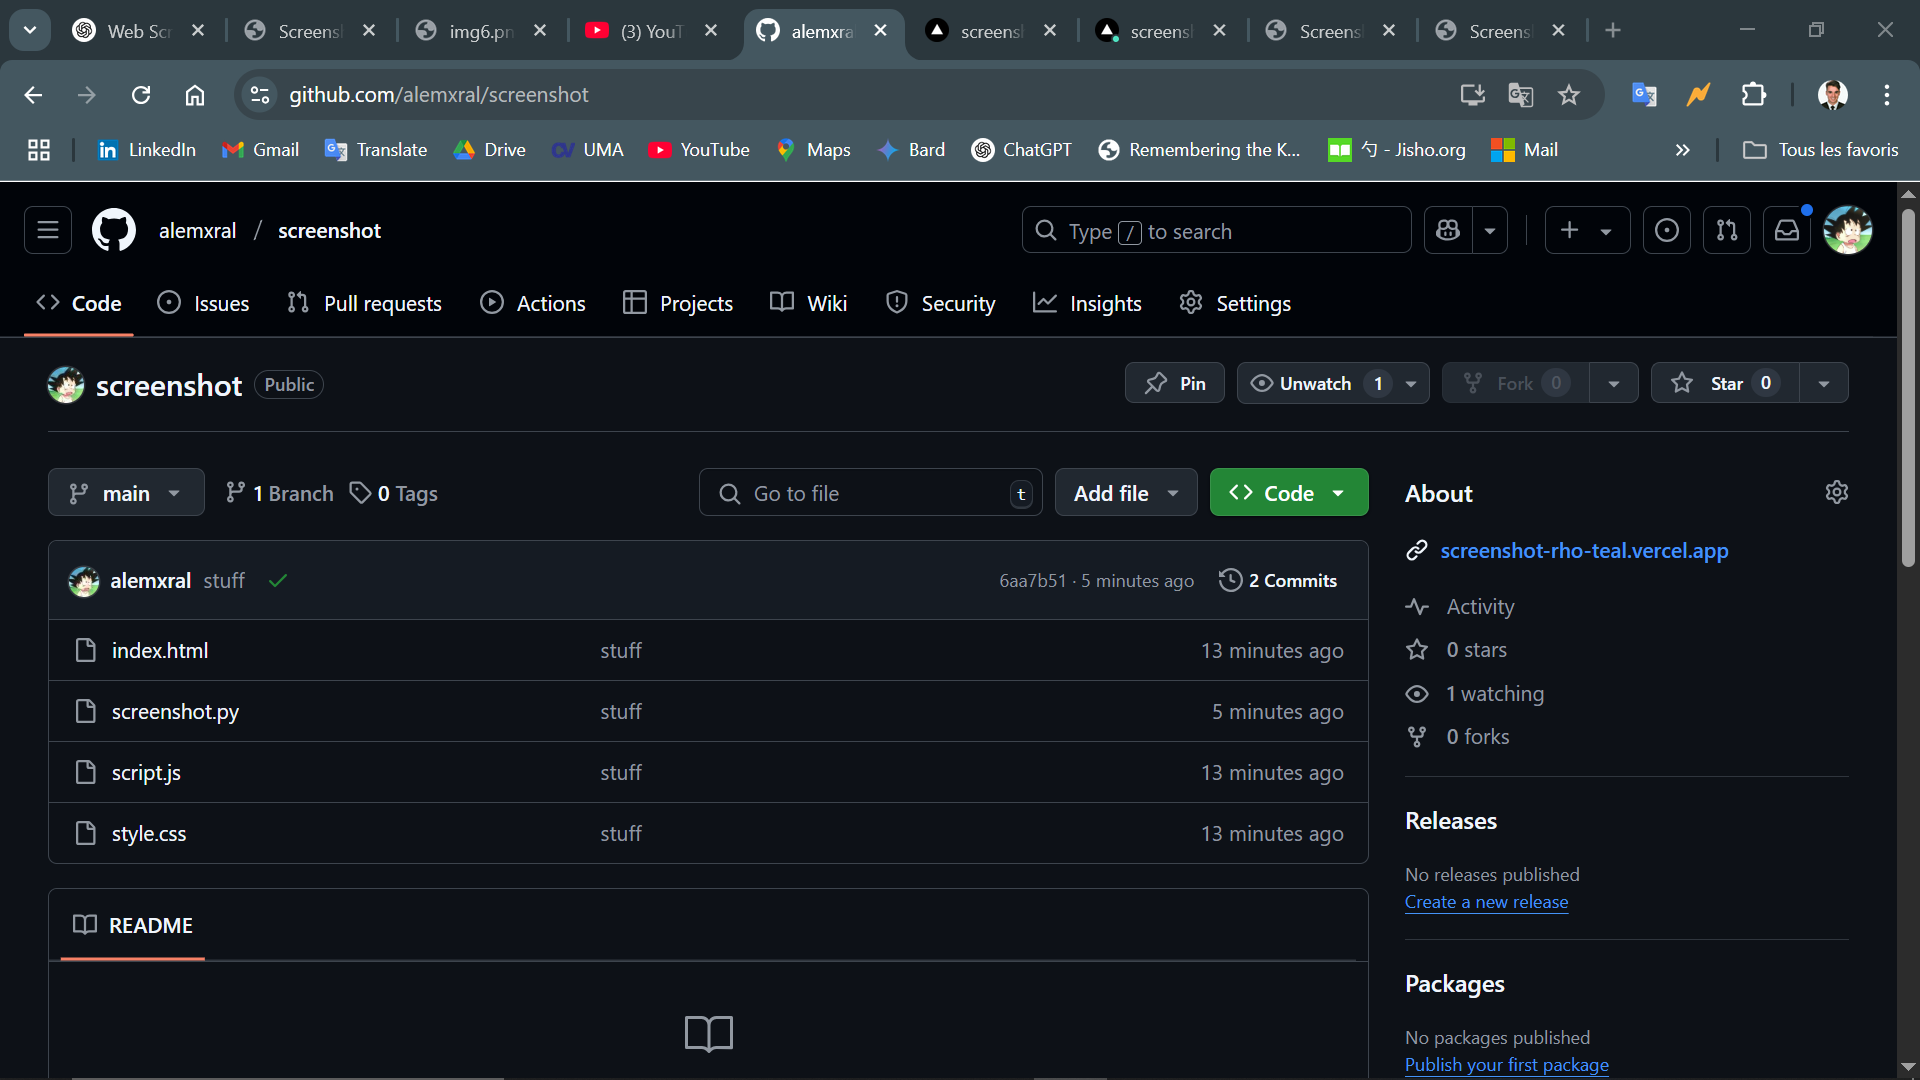 Web Scr
Screensh
img6.pn
(3) YouT
alemxra
screensh
screensh
Screens
Screens
github.com/alemxral/screenshot
LinkedIn
Gmail
Translate
Drive
UMA
YouTube
Maps
Bard
ChatGPT
Remembering the K...
勺 - Jisho.org
Mail
Tous les favoris
alemxral / screenshot
Type / to search
Code
Issues
Pull requests
Actions
Projects
Wiki
Security
Insights
Settings
screenshot Public
Pin
Unwatch 1
Fork 0
Star 0
main
1 Branch
0 Tags
Go to file t
Add file
Code
About
screenshot-rho-teal.vercel.app
alemxral stuff
6aa7b51 · 5 minutes ago
2 Commits
index.html stuff 13 minutes ago
screenshot.py stuff 5 minutes ago
script.js stuff 13 minutes ago
style.css stuff 13 minutes ago
Activity
0 stars
1 watching
0 forks
Releases
No releases published
Create a new release
README
Packages
No packages published
Publish your first package